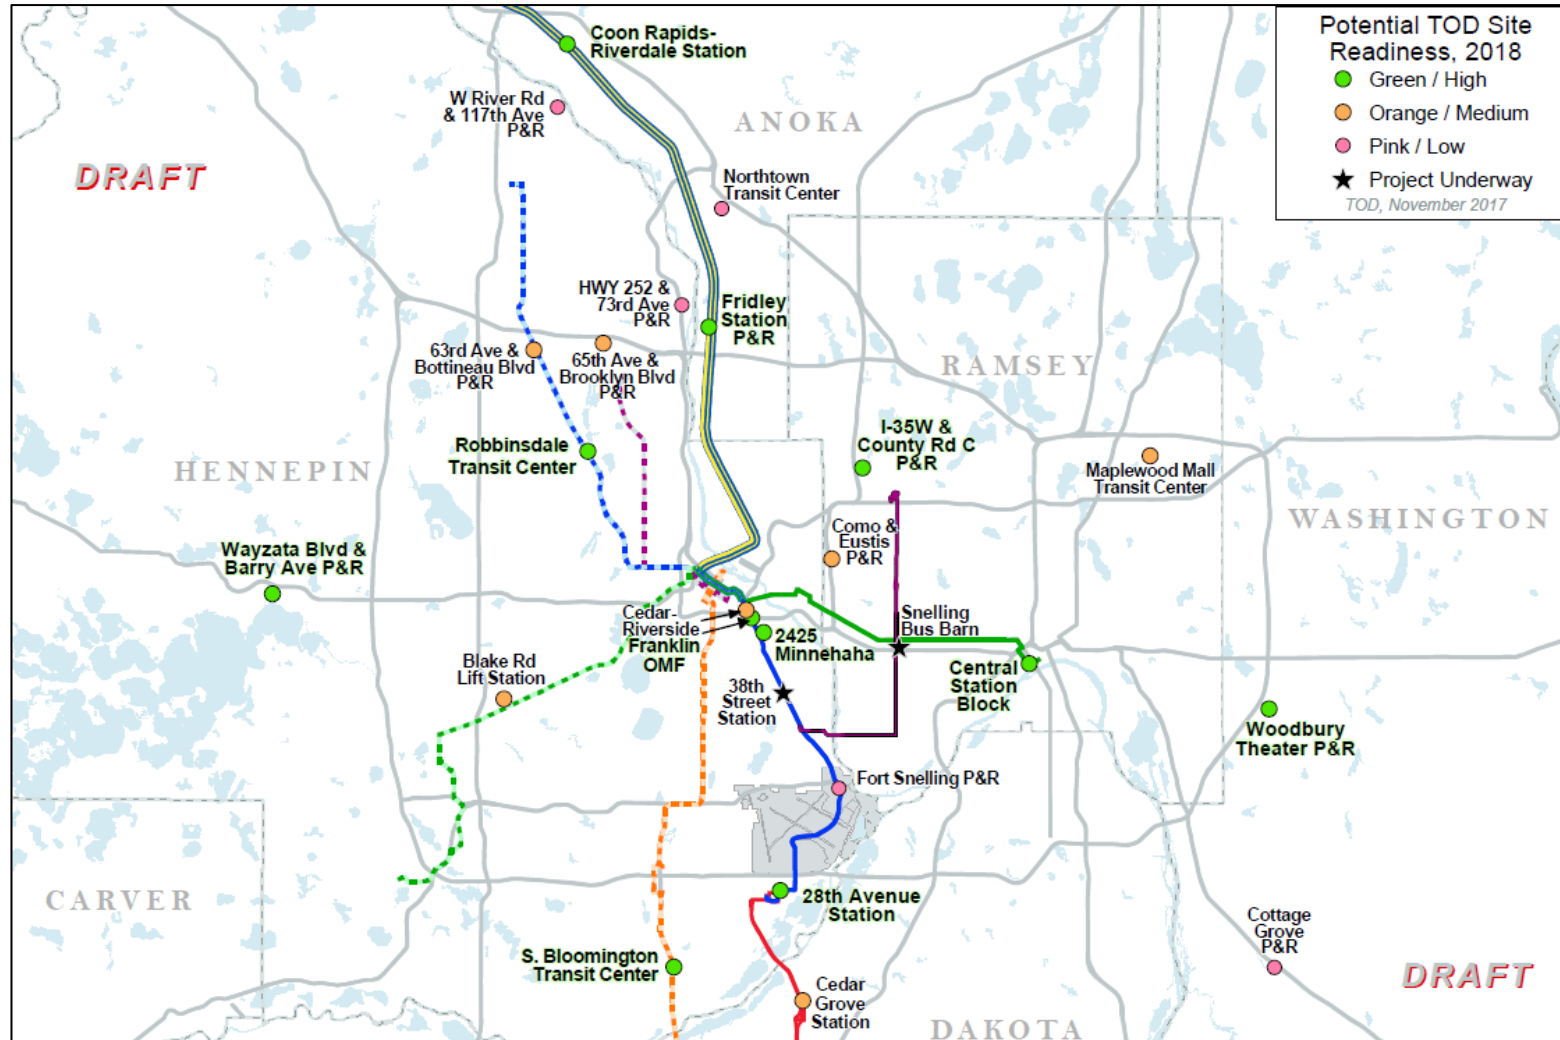 Potential TOD Site
Readiness, 2018
Green / High
Orange / Medium
Pink / Low
Project Underway
TOD, November 2017
Coon Rapids-
Riverdale Station
W River Rd
& 117th Ave
P&R
ANOKA
DRAFT
Northtown
Transit Center
HWY 252 &
73rd Ave
P&R
Fridley
Station
P&R
63rd Ave &
Bottineau Blvd
P&R
65th Ave &
Brooklyn Blvd
P&R
RAMSEY
Robbinsdale
Transit Center
I-35W &
County Rd C
P&R
HENNEPIN
Maplewood Mall
Transit Center
WASHINGTON
Como &
Eustis
P&R
Wayzata Blvd &
Barry Ave P&R
Cedar-
Riverside
Franklin
OMF
2425
Minnehaha
Snelling
Bus Barn
Blake Rd
Lift Station
38th
Street
Station
Central
Station
Block
Woodbury
Theater P&R
Fort Snelling P&R
CARVER
28th Avenue
Station
Cottage
Grove
P&R
S. Bloomington
Transit Center
DRAFT
Cedar
Grove
Station
DAKOTA